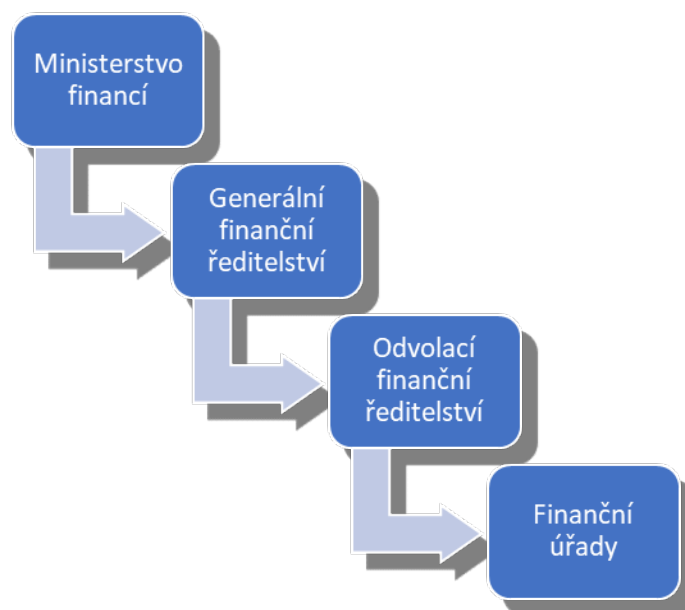 Ministerstvo
financí
Generální
finanční
ředitelství
Odvolací
finanční
ředitelství
Finanční
úřady